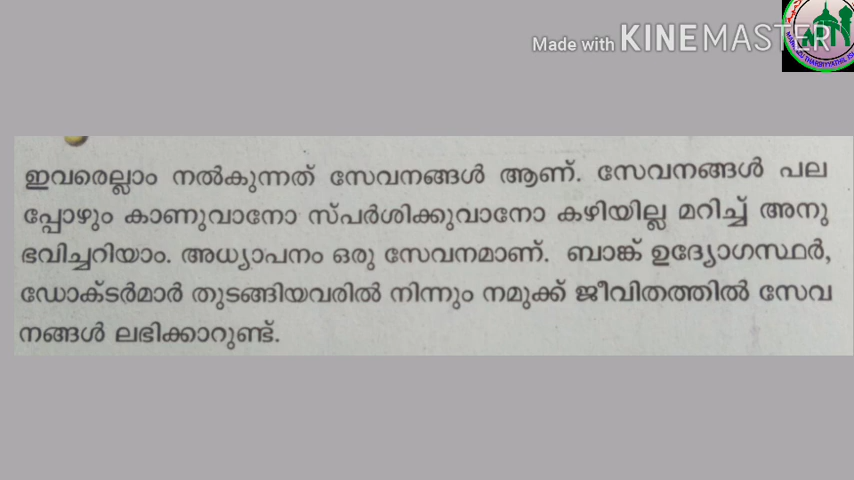 Made with KINEMASTER
ഇവരെല്ലാം നൽകുന്നത് സേവനങ്ങൾ ആണ്. സേവനങ്ങൾ പല
പ്പോഴും കാണുവാനോ സ്പർശിക്കുവാനോ കഴിയില്ല മറിച്ച് അനു
ഭവിച്ചറിയാം. അധ്യാപനം ഒരു സേവനമാണ്. ബാങ്ക് ഉദ്യോഗസ്ഥർ,
ഡോക്ടർമാർ തുടങ്ങിയവരിൽ നിന്നും നമുക്ക് ജീവിതത്തിൽ സേവ
നങ്ങൾ ലഭിക്കാറുണ്ട്.